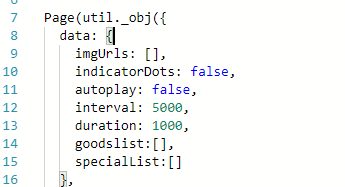 7 Page(util._obj({
8 data: {
9 imgUrls: [],
10 indicatorDots: false,
11 autoplay: false,
12 interval: 5000,
13 duration: 1000,
14 goodslist:[],
15 specialList:[]
16 },